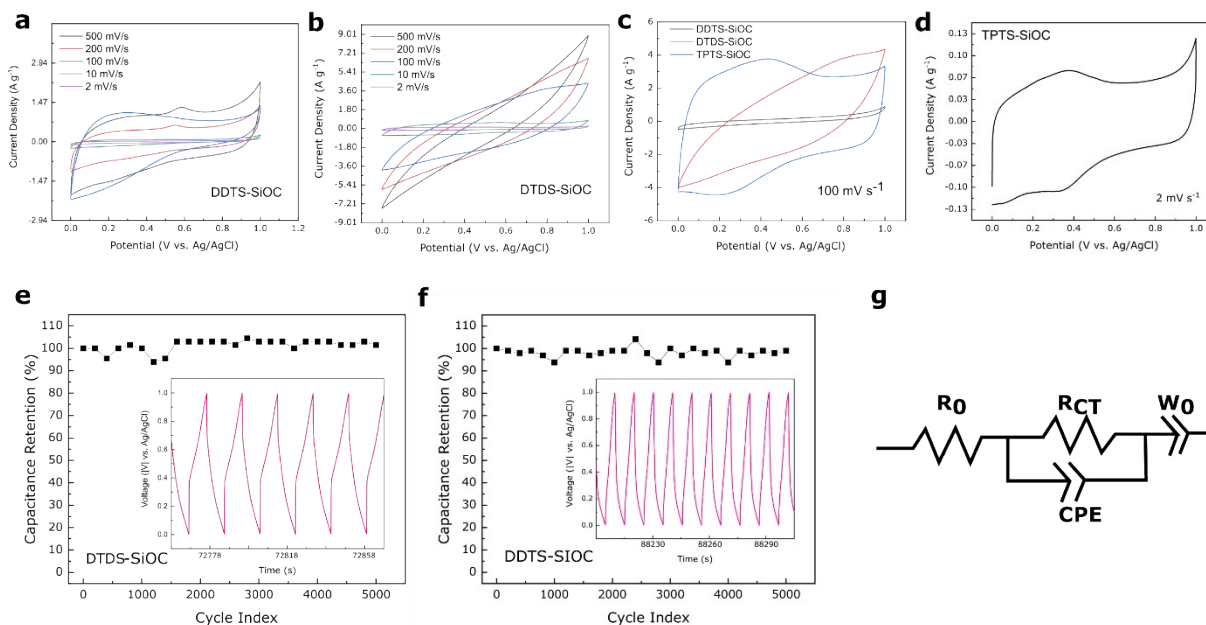 a
500 mV/s
200 mV/s
100 mV/s
10 mV/s
2 mV/s
2.94
1.47
0.00
-1.47
-2.94
Current Density (A g⁻¹)
DDTS-SiOC
0.0 0.2 0.4 0.6 0.8 1.0 1.2
Potential (V vs. Ag/AgCl)
b
500 mV/s
200 mV/s
100 mV/s
10 mV/s
2 mV/s
9.01
7.21
5.41
3.60
1.80
0.00
-1.80
-3.60
-5.41
-7.21
-9.01
Current Density (A g⁻¹)
DTDS-SiOC
0.0 0.2 0.4 0.6 0.8 1.0
Potential (V vs. Ag/AgCl)
c
DDTS-SiOC
DTDS-SiOC
TPTS-SiOC
6
4
2
0
-2
-4
-6
Current Density (A g⁻¹)
100 mV s⁻¹
0.0 0.2 0.4 0.6 0.8 1.0
Potential (V vs. Ag/AgCl)
d
TPTS-SiOC
0.13
0.10
0.07
0.03
0.00
-0.03
-0.07
-0.10
-0.13
Current Density (A g⁻¹)
2 mV s⁻¹
0.0 0.2 0.4 0.6 0.8 1.0
Potential (V vs. Ag/AgCl)
e
110
100
90
80
70
60
50
40
30
20
10
0
Capacitance Retention (%)
1.0
0.8
0.6
0.4
0.2
0.0
Voltage (|V| vs. Ag/AgCl)
72778 72818 72858
Time (s)
DTDS-SiOC
0 1000 2000 3000 4000 5000
Cycle Index
f
110
100
90
80
70
60
50
40
30
20
10
0
Capacitance Retention (%)
1.0
0.8
0.6
0.4
0.2
0.0
Voltage (|V| vs. Ag/AgCl)
88230 88260 88290
Time (s)
DDTS-SIOC
0 1000 2000 3000 4000 5000
Cycle Index
g
R0 RCT W0
CPE